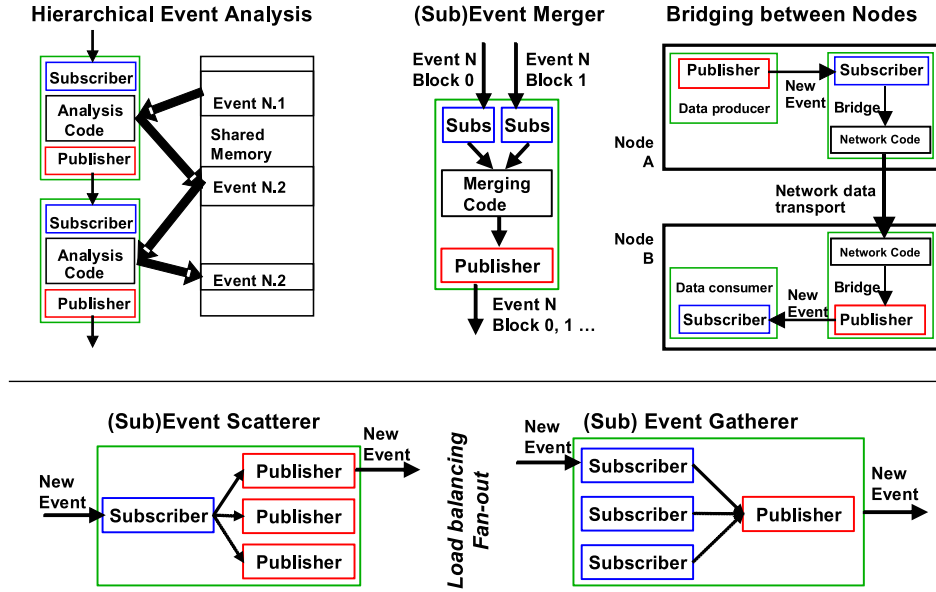 Hierarchical Event Analysis
Subscriber
Analysis
Code
Publisher
Subscriber
Analysis
Code
Publisher
Event N.1
Shared
Memory
Event N.2
Event N.2
(Sub)Event Merger
Event N
Block 0
Event N
Block 1
Subs
Subs
Merging
Code
Publisher
Event N
Block 0, 1 ...
Bridging between Nodes
Publisher
Data producer
New
Event
Subscriber
Bridge
Network Code
Node
A
Network data
transport
Node
B
Network Code
Bridge
Data consumer
New
Event
Subscriber
Publisher
(Sub)Event Scatterer
New
Event
Subscriber
Publisher
Publisher
Publisher
New
Event
Load balancing
Fan-out
(Sub) Event Gatherer
New
Event
Subscriber
Subscriber
Subscriber
Publisher
New
Event